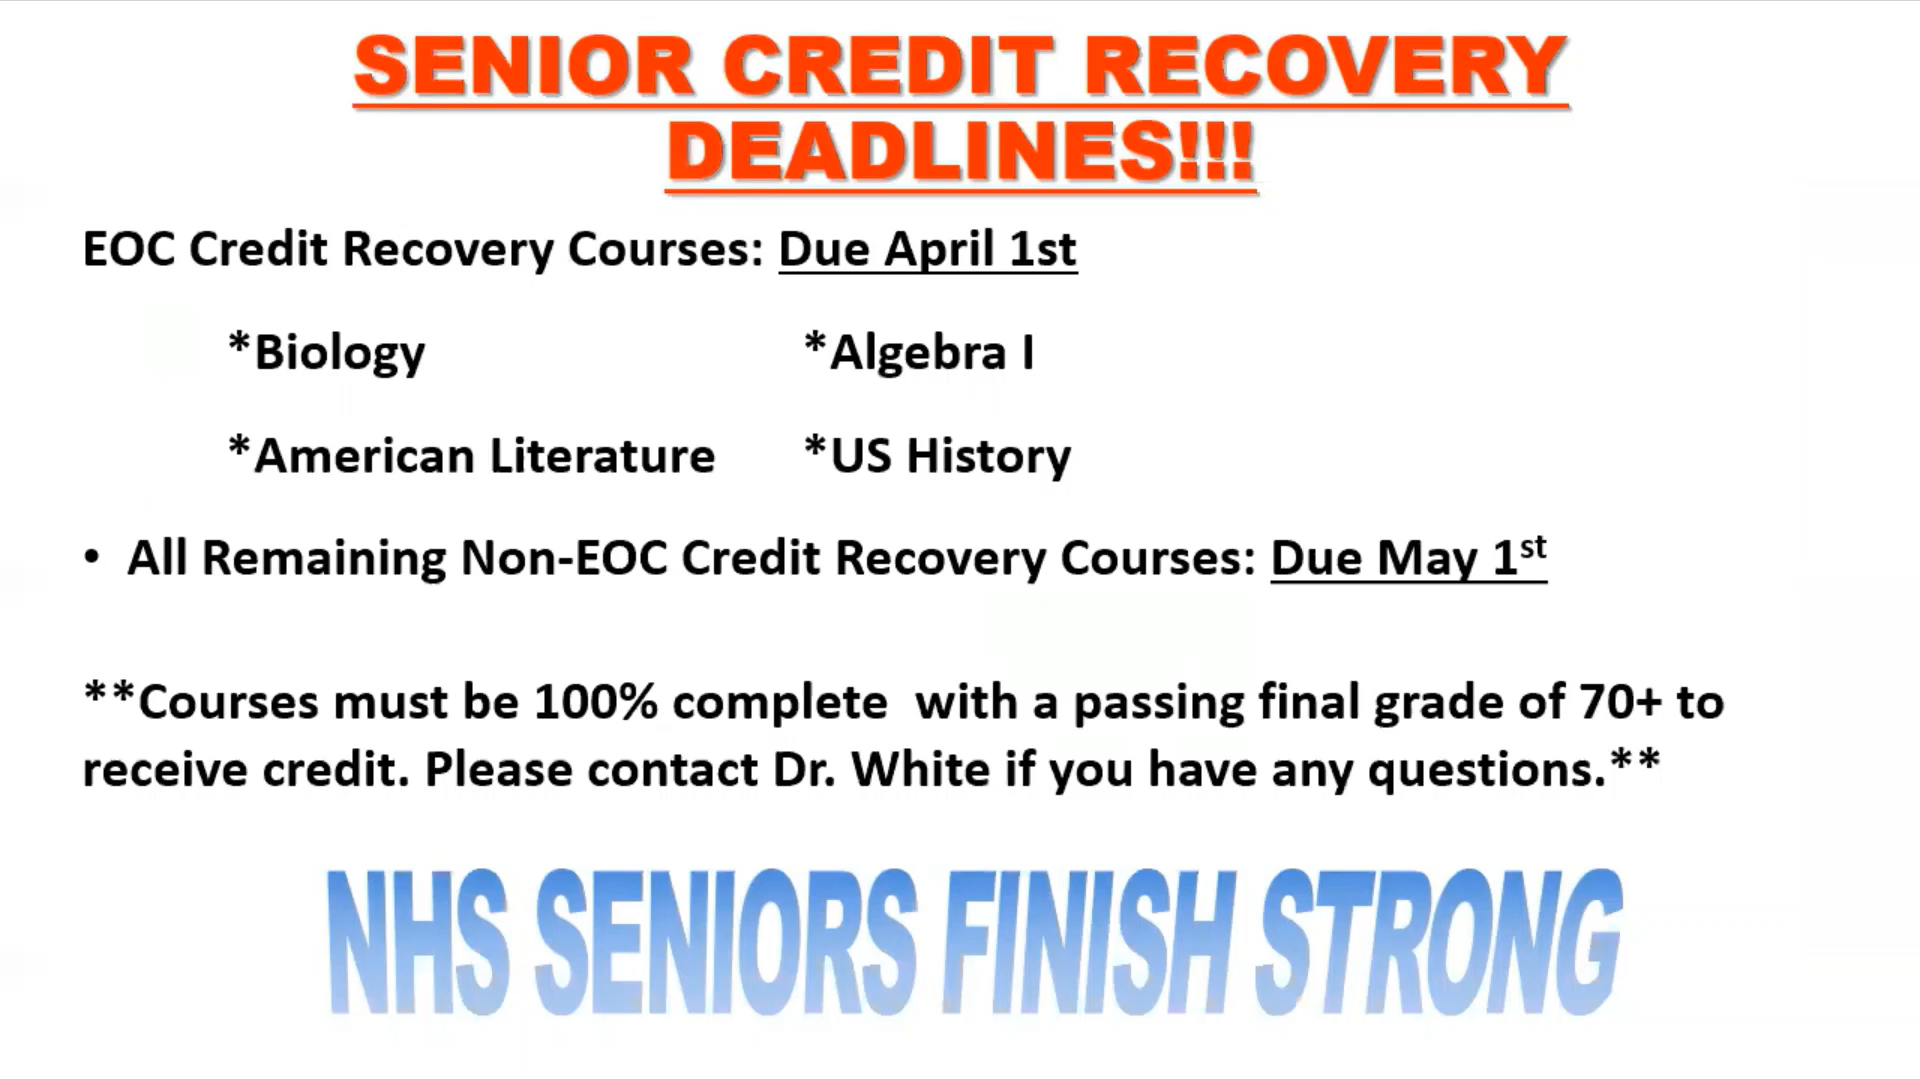 SENIOR CREDIT RECOVERY
DEADLINES!!!
EOC Credit Recovery Courses: Due April 1st
*Biology *Algebra I
*American Literature *US History
• All Remaining Non-EOC Credit Recovery Courses: Due May 1st
**Courses must be 100% complete  with a passing final grade of 70+ to
receive credit. Please contact Dr. White if you have any questions.**
NHS SENIORS FINISH STRONG